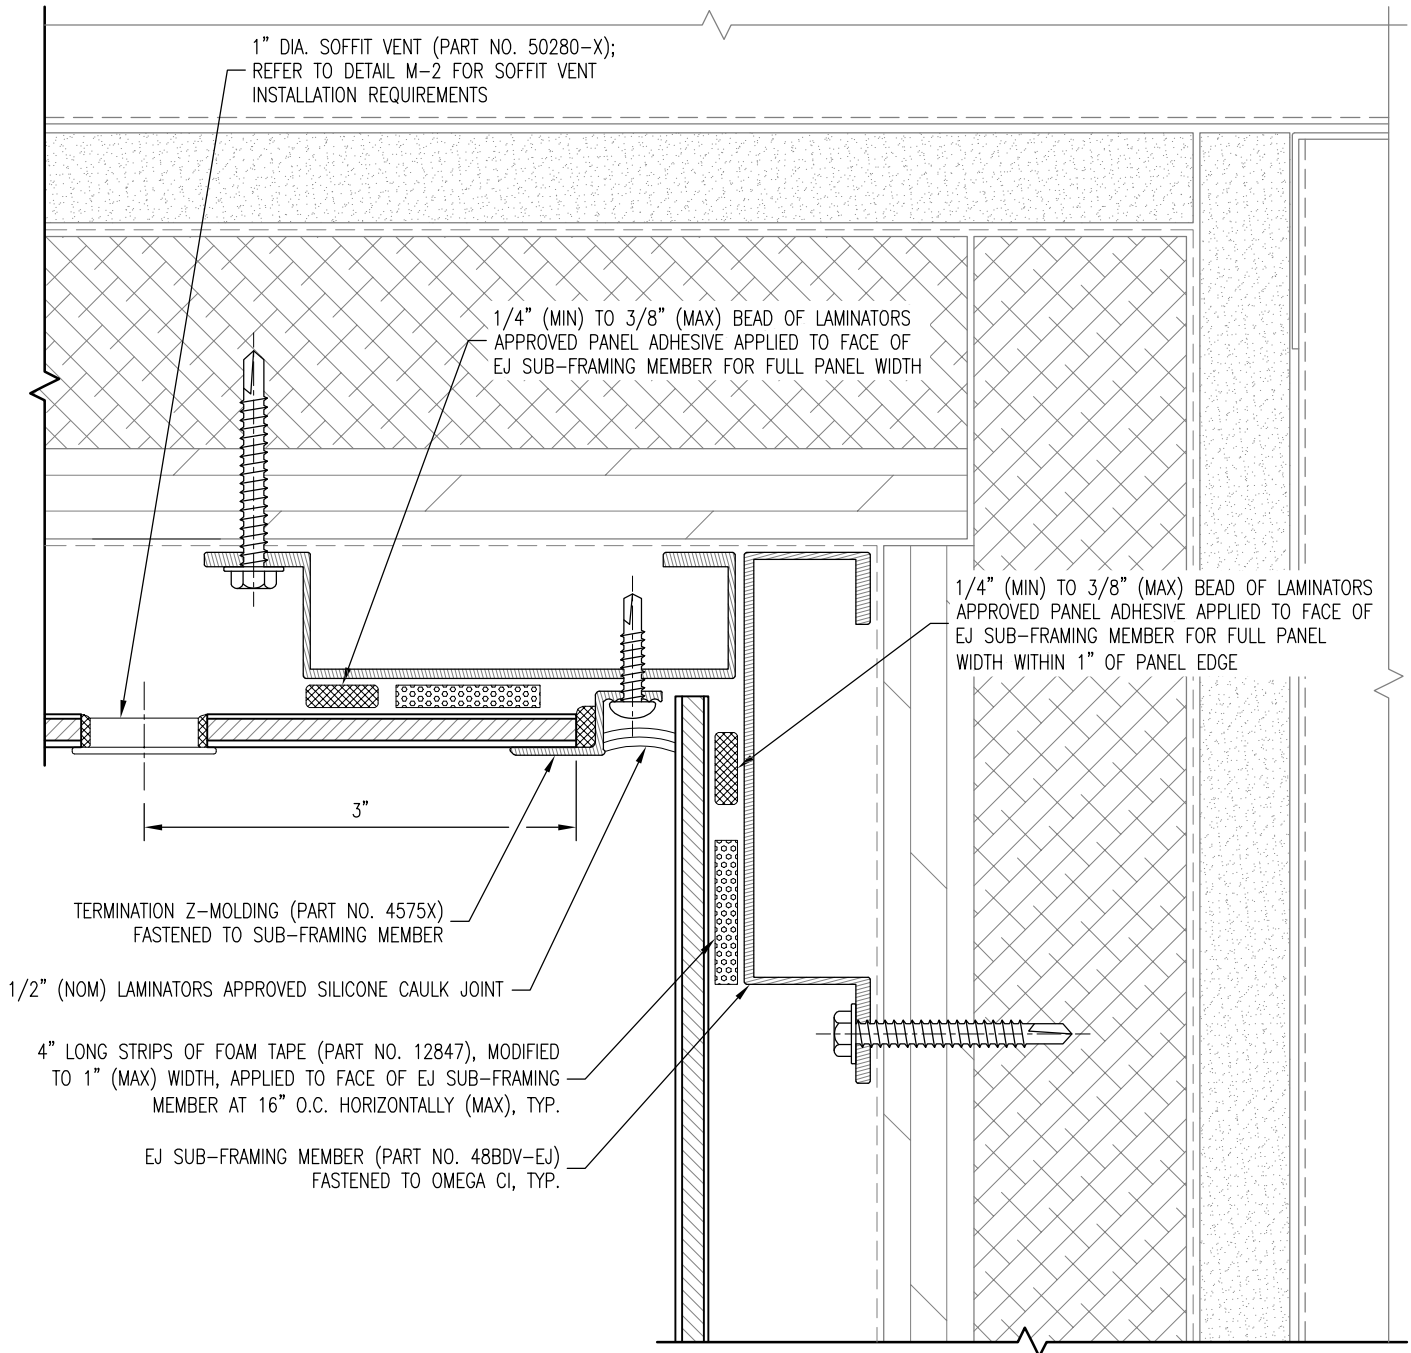 1” DIA. SOFFIT VENT (PART NO. 50280-X);
REFER TO DETAIL M-2 FOR SOFFIT VENT
INSTALLATION REQUIREMENTS
1/4” (MIN) TO 3/8” (MAX) BEAD OF LAMINATORS
APPROVED PANEL ADHESIVE APPLIED TO FACE OF
EJ SUB-FRAMING MEMBER FOR FULL PANEL WIDTH
1/4” (MIN) TO 3/8” (MAX) BEAD OF LAMINATORS
APPROVED PANEL ADHESIVE APPLIED TO FACE OF
EJ SUB-FRAMING MEMBER FOR FULL PANEL
WIDTH WITHIN 1” OF PANEL EDGE
3”
TERMINATION Z-MOLDING (PART NO. 4575X)
FASTENED TO SUB-FRAMING MEMBER
1/2” (NOM) LAMINATORS APPROVED SILICONE CAULK JOINT
4” LONG STRIPS OF FOAM TAPE (PART NO. 12847), MODIFIED
TO 1” (MAX) WIDTH, APPLIED TO FACE OF EJ SUB-FRAMING
MEMBER AT 16” O.C. HORIZONTALLY (MAX), TYP.
EJ SUB-FRAMING MEMBER (PART NO. 48BDV-EJ)
FASTENED TO OMEGA CI, TYP.